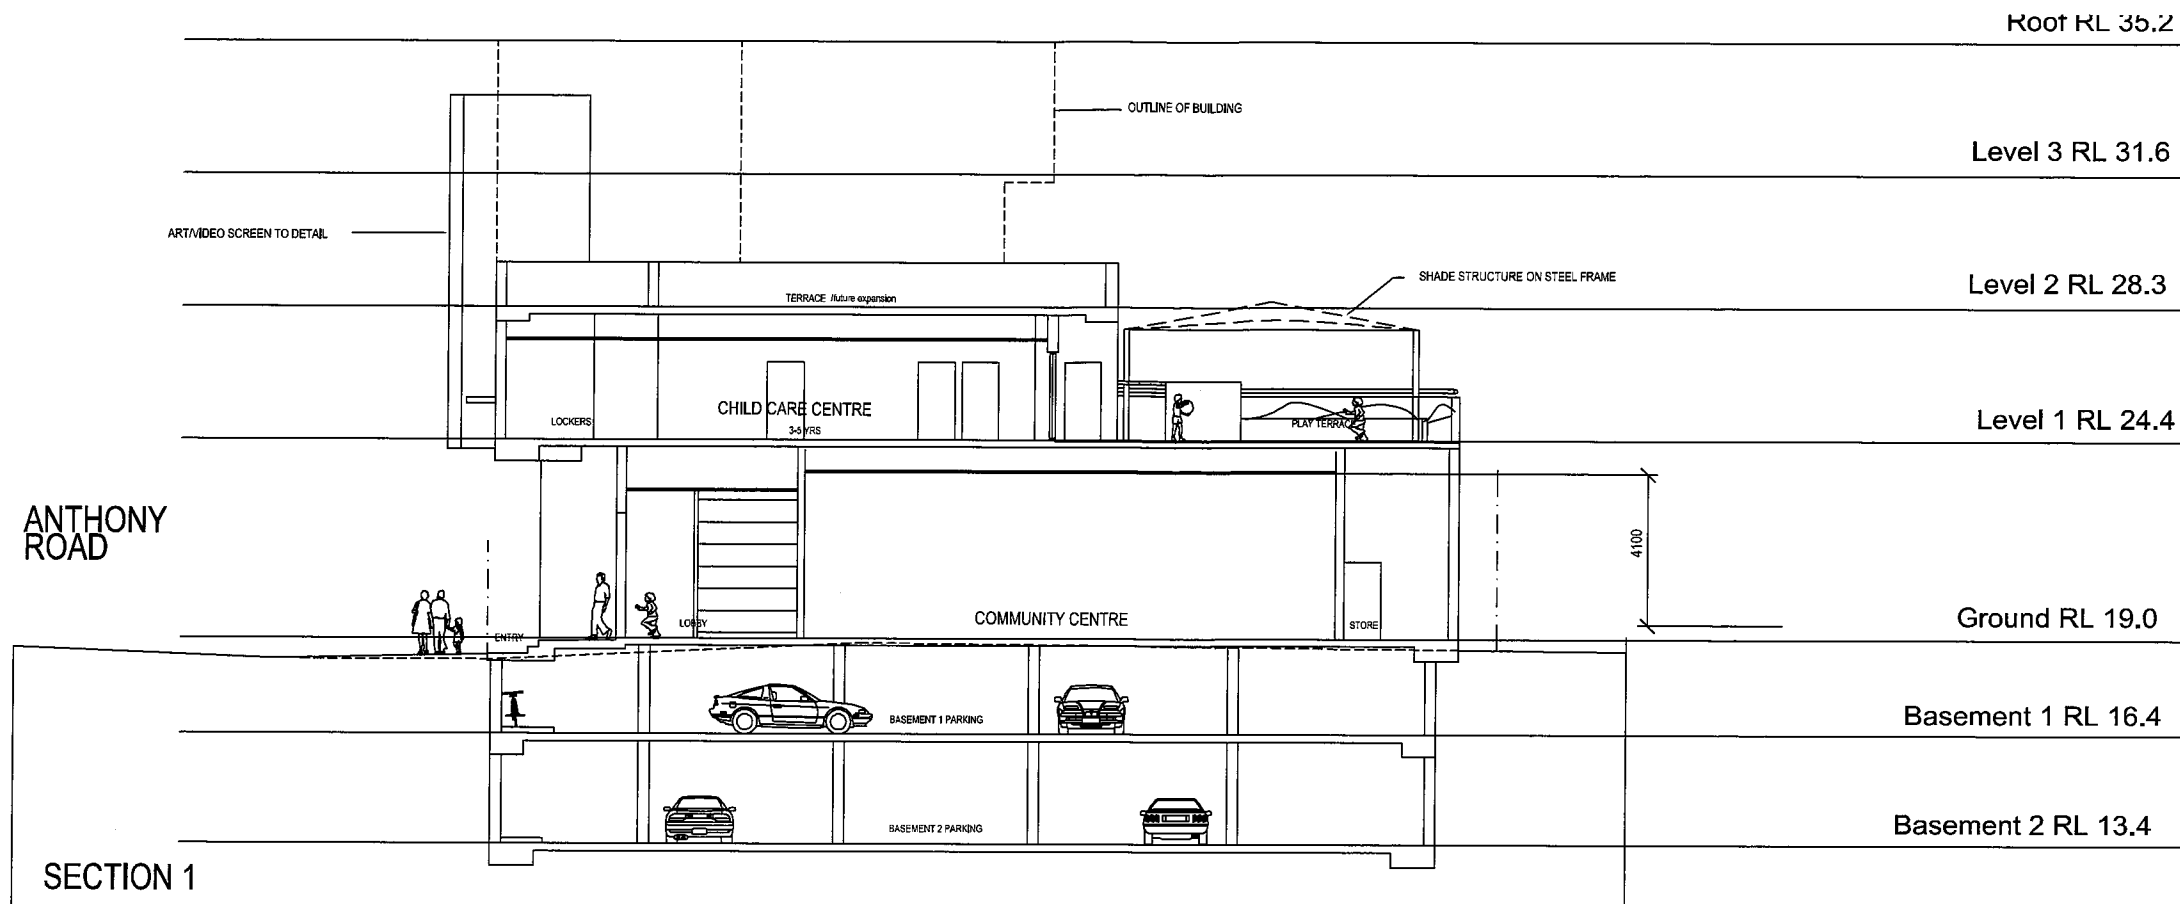 Roof RL 35.2
OUTLINE OF BUILDING
Level 3 RL 31.6
ART/VIDEO SCREEN TO DETAIL
SHADE STRUCTURE ON STEEL FRAME
Level 2 RL 28.3
TERRACE /future expansion
CHILD CARE CENTRE
LOCKERS
3-5 YRS
PLAY TERRACE
Level 1 RL 24.4
ANTHONY
ROAD
4100
COMMUNITY CENTRE
LOBBY
STORE
Ground RL 19.0
ENTRY
BASEMENT 1 PARKING
Basement 1 RL 16.4
BASEMENT 2 PARKING
Basement 2 RL 13.4
SECTION 1